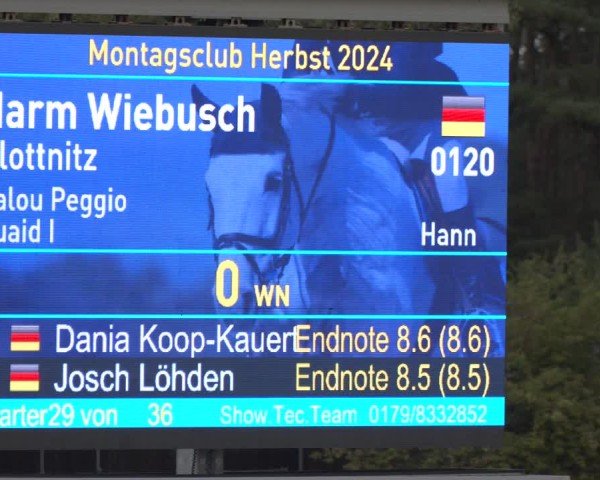 Montagsclub Herbst 2024
Harm Wiebusch
lottnitz 0120
alou Peggio
uaid I Hann
0 WN
Dania Koop-Kauert Endnote 8.6 (8.6)
Josch Löhden Endnote 8.5 (8.5)
arter29 von 36 Show Tec.Team 0179/8332852